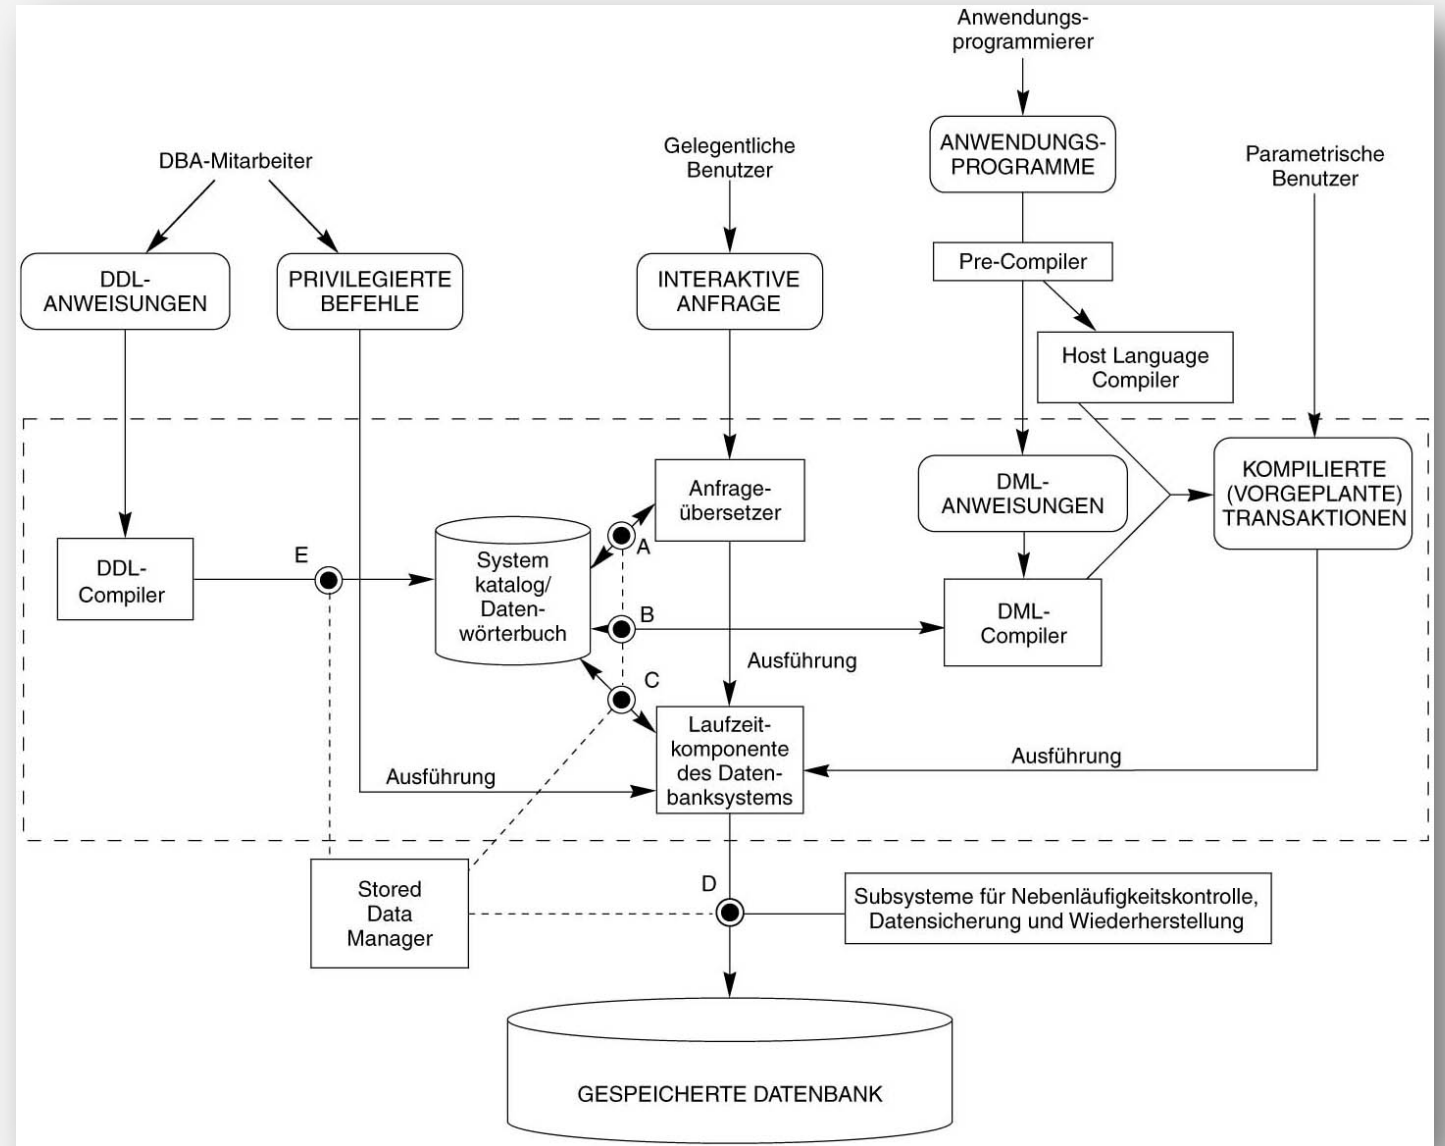 Anwendungs-
programmierer
DBA-Mitarbeiter
Gelegentliche
Benutzer
ANWENDUNGS-
PROGRAMME
Parametrische
Benutzer
DDL-
ANWEISUNGEN
PRIVILEGIERTE
BEFEHLE
INTERAKTIVE
ANFRAGE
Pre-Compiler
Host Language
Compiler
Anfrage-
übersetzer
DML-
ANWEISUNGEN
KOMPILIERTE
(VORGEPLANTE)
TRANSAKTIONEN
DDL-
Compiler
E
System
katalog/
Daten-
wörterbuch
A
B
C
DML-
Compiler
Ausführung
Laufzeit-
komponente
des Daten-
banksystems
Ausführung
Ausführung
Stored
Data
Manager
D
Subsysteme für Nebenläufigkeitskontrolle,
Datensicherung und Wiederherstellung
GESPEICHERTE DATENBANK